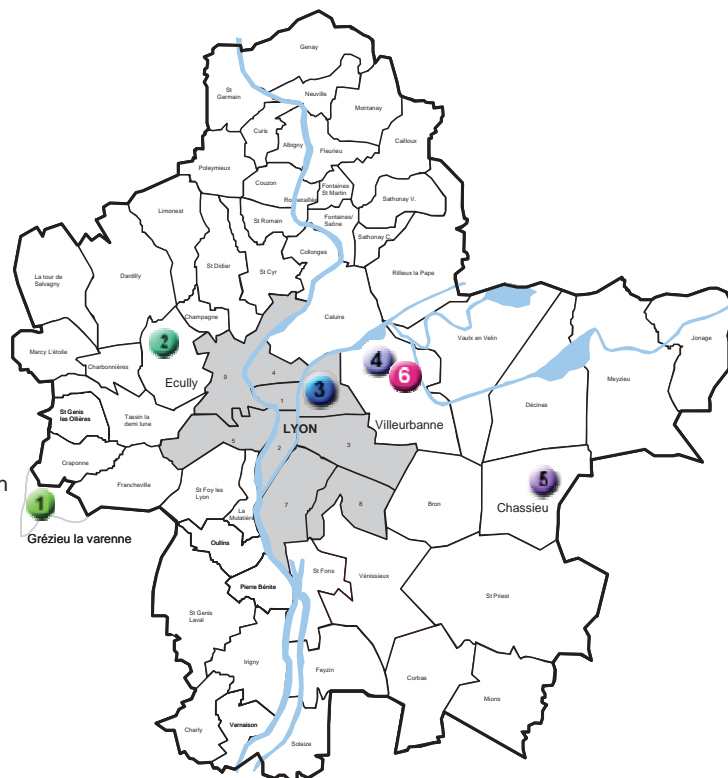 Genay
St
Germain
Neuville
Montanay
Curis
Albigny
Fleurieu
Cailloux
Poleymieux
Couzon
Fontaines
St Martin
Rochetaillée
Sathonay V.
Limonest
St Romain
Fontaines/
Saône
Sathonay C.
Collonges
La tour de
Salvagny
Dardilly
St Didier
St Cyr
Rillieux la Pape
Champagne
Caluire
Vaulx en Velin
Jonage
Marcy L'étoile
Charbonnières
2
Ecully
9
4
4
6
Meyzieu
Décines
1
3
St Genis
les Ollières
Tassin la
demi lune
LYON
Villeurbanne
5
2
3
Craponne
Francheville
n
1
Grézieu la varenne
St Foy les
Lyon
La
Mulatière
7
8
Bron
5
Chassieu
Oullins
St Fons
Vénissieux
Pierre Bénite
St Priest
St Genis
Laval
Irigny
Feyzin
Corbas
Mions
Charly
Vernaison
Solaize